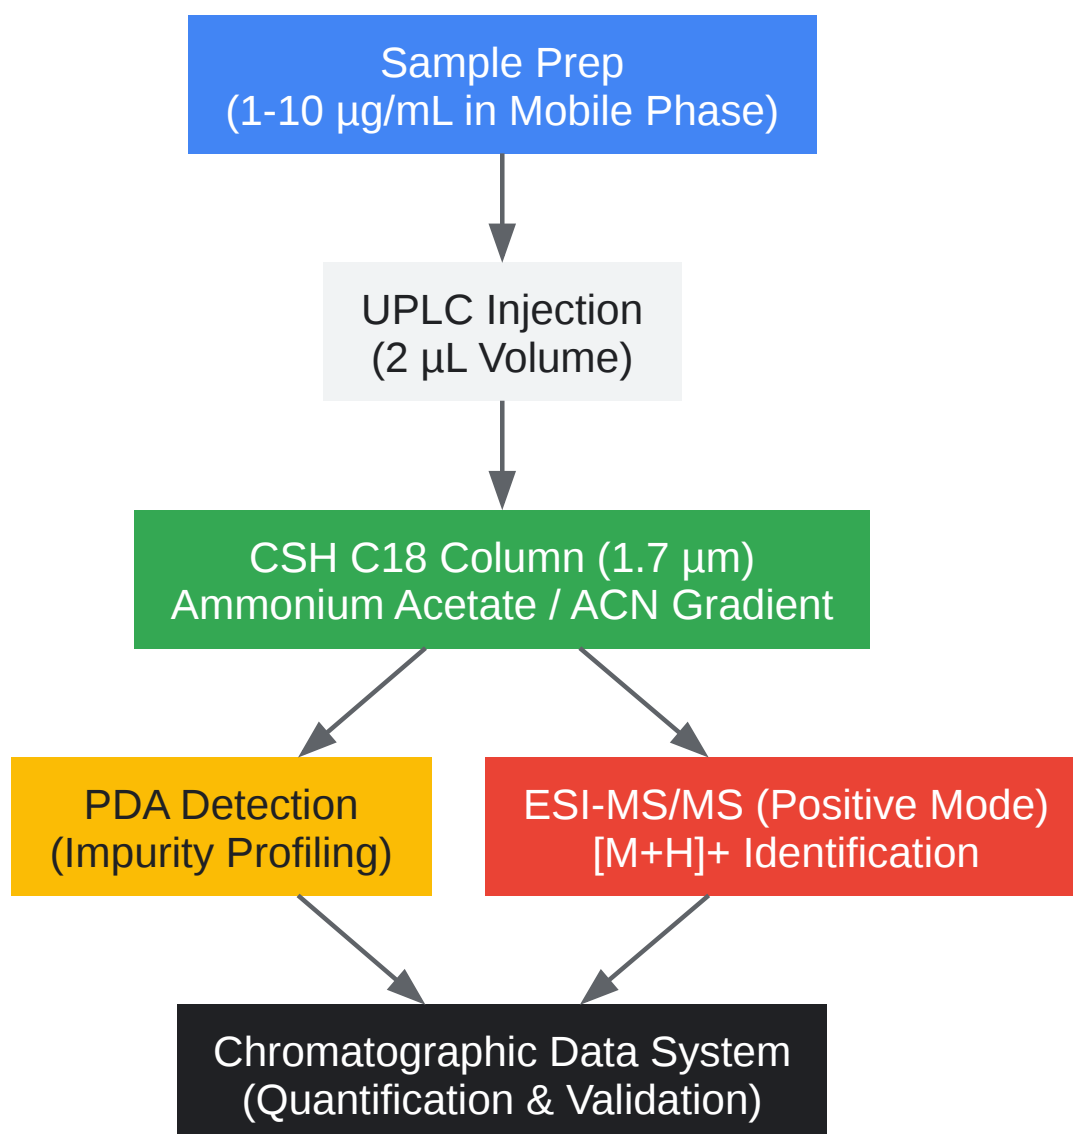 Sample Prep
(1-10 µg/mL in Mobile Phase)
UPLC Injection
(2 µL Volume)
CSH C18 Column (1.7 µm)
Ammonium Acetate / ACN Gradient
PDA Detection
(Impurity Profiling)
ESI-MS/MS (Positive Mode)
[M+H]+ Identification
Chromatographic Data System
(Quantification & Validation)